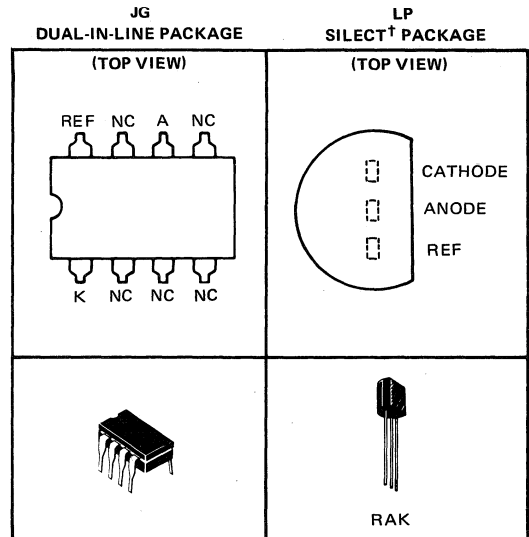 JG
DUAL-IN-LINE PACKAGE
(TOP VIEW)
REF NC A NC
K NC NC NC
LP
SILECT† PACKAGE
(TOP VIEW)
CATHODE
ANODE
REF
RAK